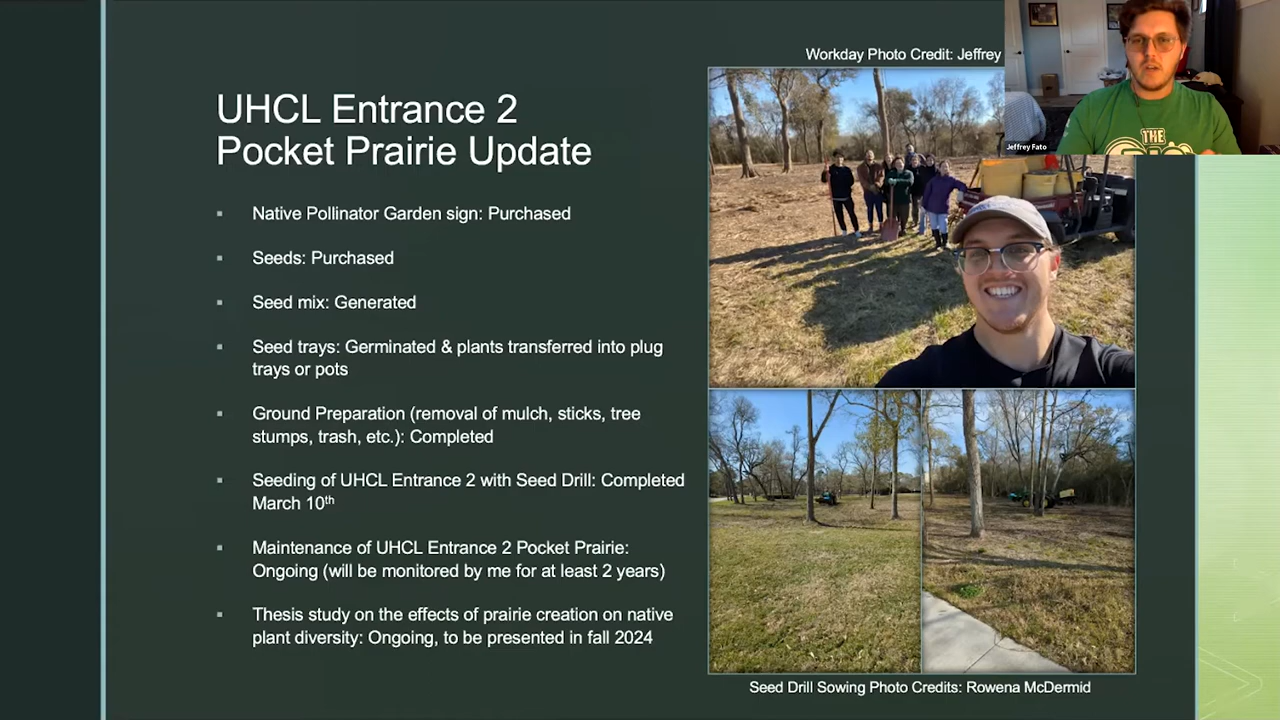 Workday Photo Credit: Jeffrey
UHCL Entrance 2
Pocket Prairie Update
Native Pollinator Garden sign: Purchased
Seeds: Purchased
Seed mix: Generated
Seed trays: Germinated & plants transferred into plug
trays or pots
Ground Preparation (removal of mulch, sticks, tree
stumps, trash, etc.): Completed
Seeding of UHCL Entrance 2 with Seed Drill: Completed
March 10th
Maintenance of UHCL Entrance 2 Pocket Prairie:
Ongoing (will be monitored by me for at least 2 years)
Thesis study on the effects of prairie creation on native
plant diversity: Ongoing, to be presented in fall 2024
Seed Drill Sowing Photo Credits: Rowena McDermid
Jeffrey Fato
THE